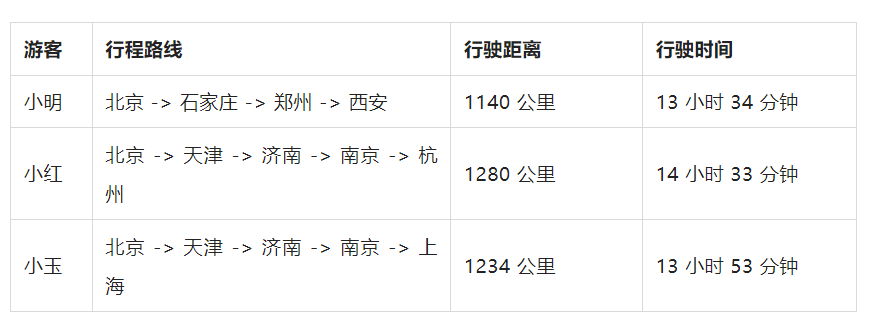 游客 行程路线 行驶距离 行驶时间
小明 北京 -> 石家庄 -> 郑州 -> 西安 1140 公里 13 小时 34 分钟
小红 北京 -> 天津 -> 济南 -> 南京 -> 杭
州 1280 公里 14 小时 33 分钟
小玉 北京 -> 天津 -> 济南 -> 南京 -> 上
海 1234 公里 13 小时 53 分钟